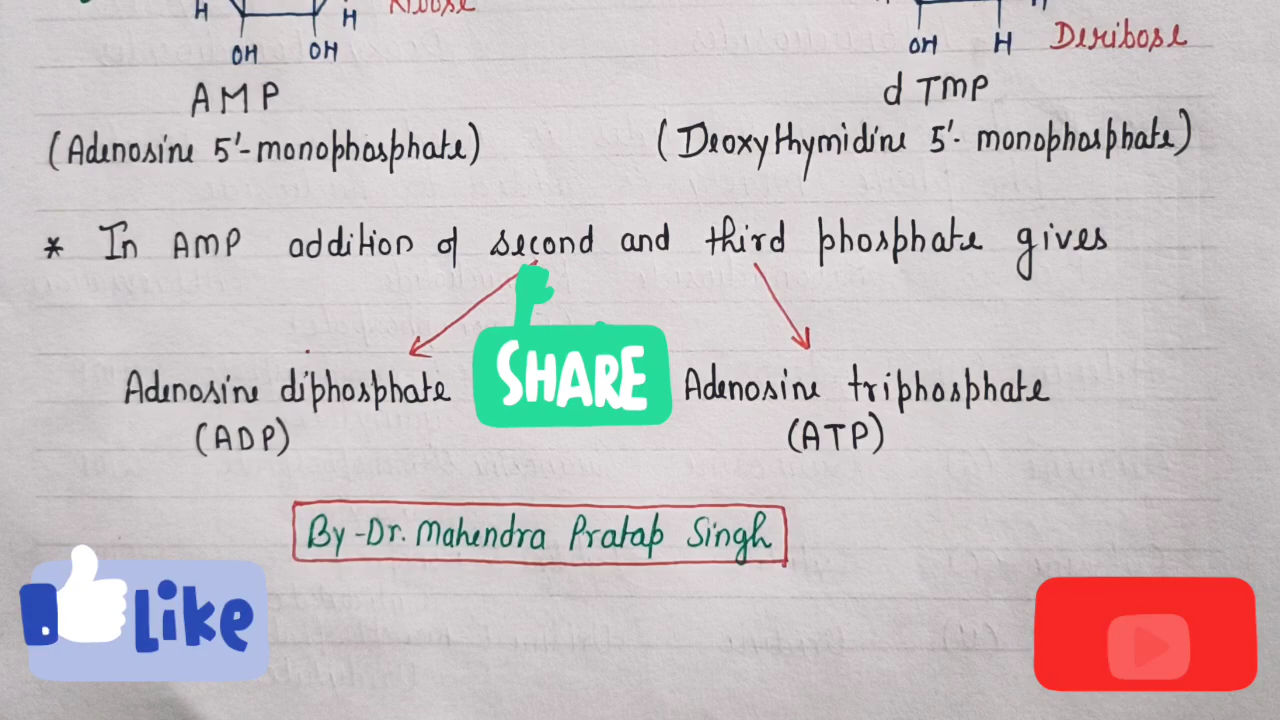 H H Ribose
OH OH
OH H Deribose
AMP
d TMP
(Adenosine 5'-monophosphate)
(Deoxythymidine 5'- monophosphate)
* In AMP addition of second and third phosphate gives
SHARE
Adenosine diphosphate
(ADP)
Adenosine triphosphate
(ATP)
By -Dr. Mahendra Pratap Singh
Like